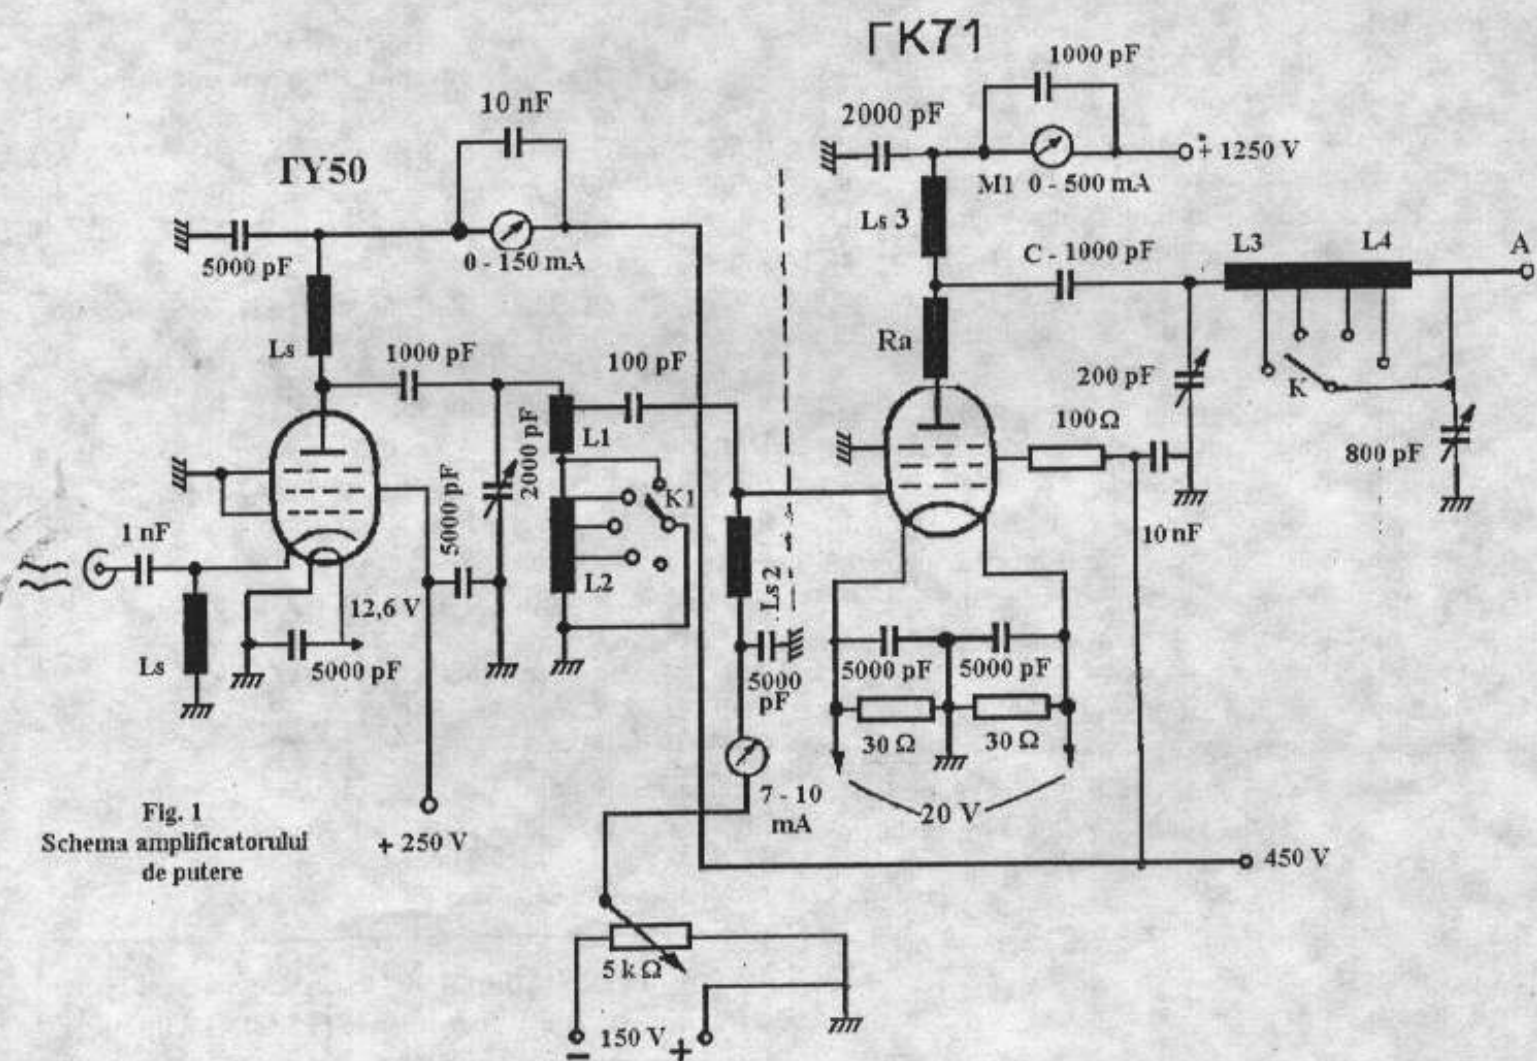 ГК71
1000 pF
2000 pF
10 nF
+ 1250 V
M1 0 - 500 mA
ГУ50
Ls 3
5000 pF
0 - 150 mA
C - 1000 pF
L3
L4
A
Ls
1000 pF
100 pF
Ra
200 pF
K
100 Ω
800 pF
L1
2000 pF
5000 pF
K1
1 nF
10 nF
L2
Ls 2
12,6 V
Ls
5000 pF
5000 pF
5000 pF
5000
pF
30 Ω
30 Ω
7 - 10
mA
20 V
Fig. 1
Schema amplificatorului
de putere
+ 250 V
450 V
5 k Ω
- 150 V +